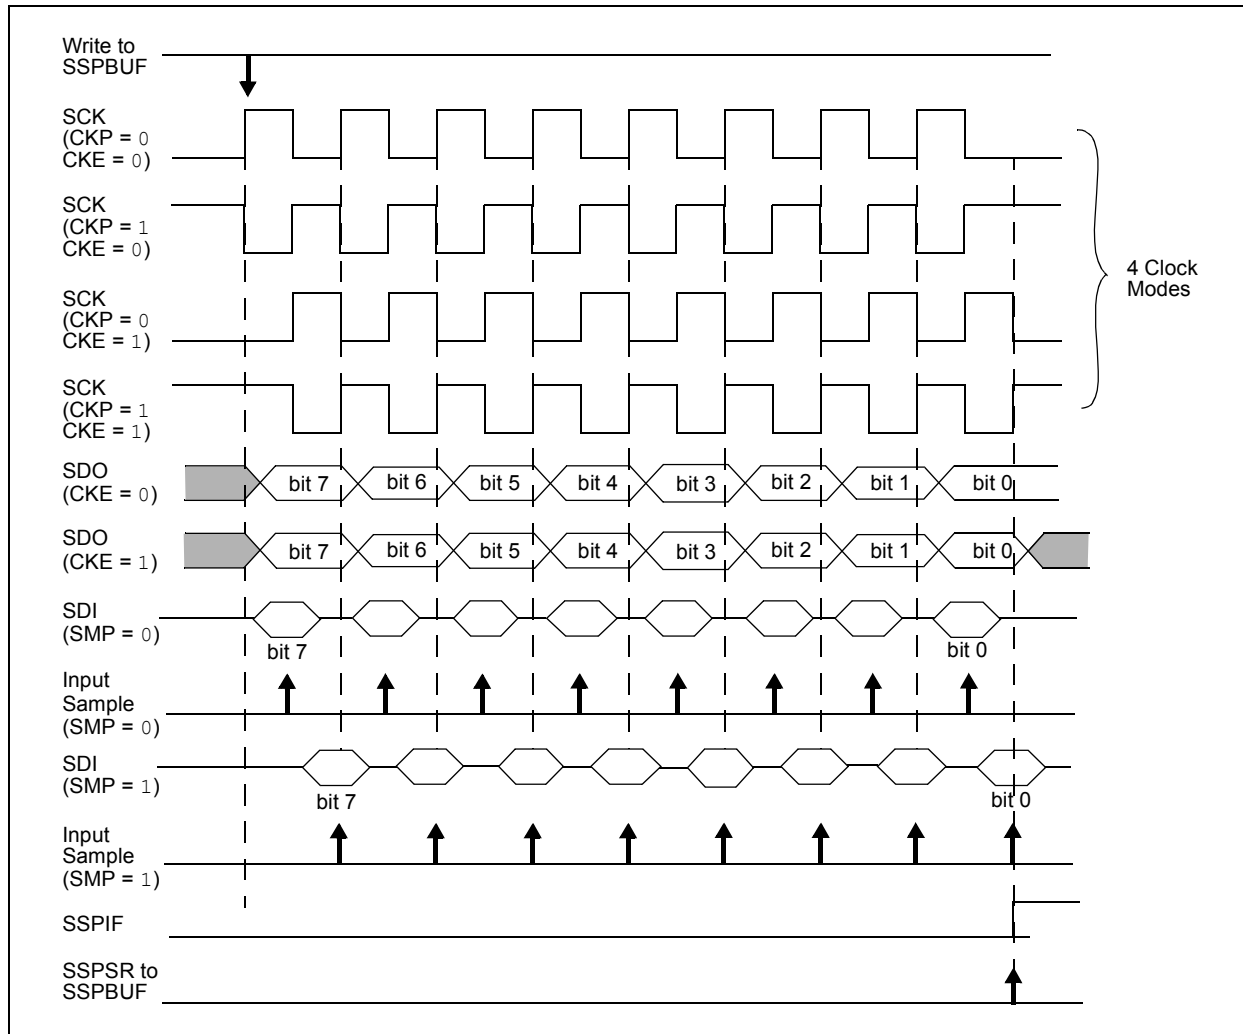 Write to
SSPBUF
SCK
(CKP = 0
CKE = 0)
SCK
(CKP = 1
CKE = 0)
4 Clock
Modes
SCK
(CKP = 0
CKE = 1)
SCK
(CKP = 1
CKE = 1)
SDO
(CKE = 0)
bit 7 bit 6 bit 5 bit 4 bit 3 bit 2 bit 1 bit 0
SDO
(CKE = 1)
bit 7 bit 6 bit 5 bit 4 bit 3 bit 2 bit 1 bit 0
SDI
(SMP = 0)
bit 7 bit 0
Input
Sample
(SMP = 0)
SDI
(SMP = 1)
bit 7 bit 0
Input
Sample
(SMP = 1)
SSPIF
SSPSR to
SSPBUF